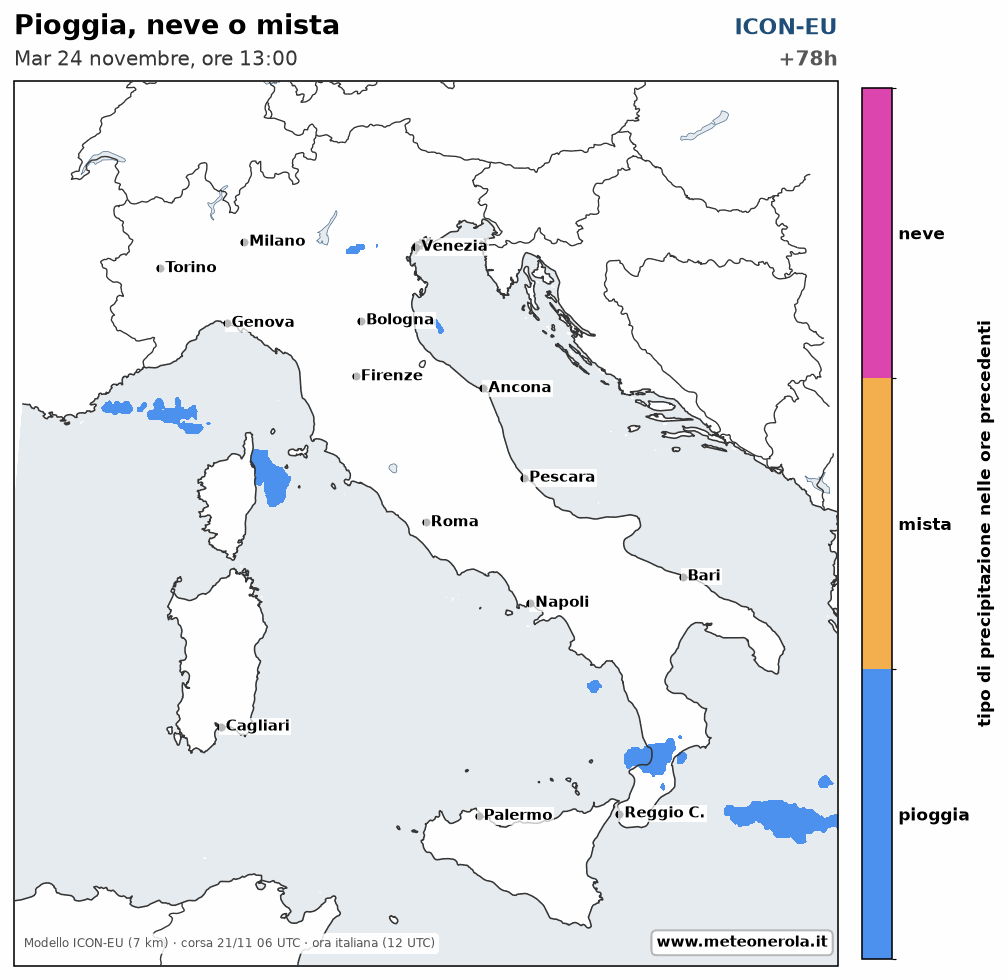 Pioggia, neve o mista
ICON-EU
Mar 24 novembre, ore 13:00
+78h
Milano
Venezia
Torino
Genova
Bologna
Firenze
Ancona
Pescara
Roma
Bari
Napoli
Cagliari
Palermo
Reggio C.
neve
mista
pioggia
tipo di precipitazione nelle ore precedenti
Modello ICON-EU (7 km) · corsa 21/11 06 UTC · ora italiana (12 UTC)
www.meteonerola.it